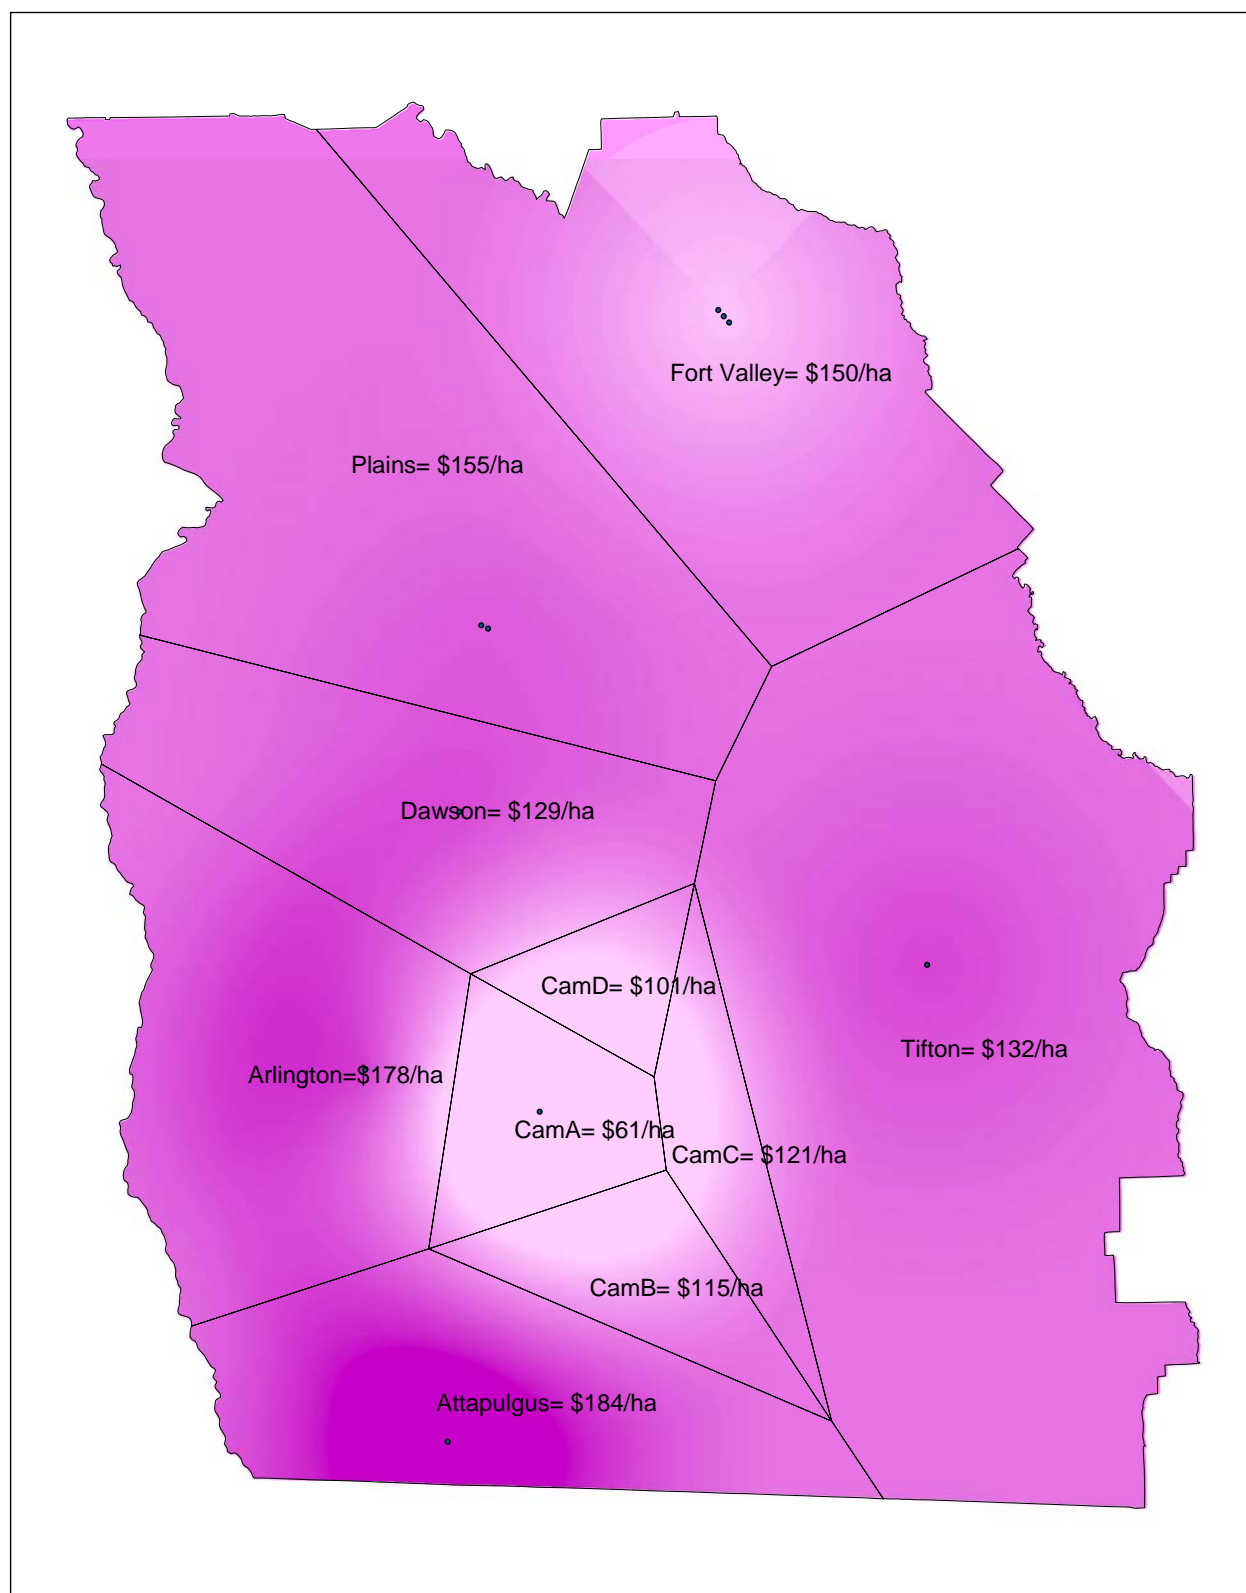 Fort Valley= $150/ha
Plains= $155/ha
Dawson= $129/ha
CamD= $101/ha
Tifton= $132/ha
Arlington=$178/ha
CamA= $61/ha
CamC= $121/ha
CamB= $115/ha
Attapulgus= $184/ha